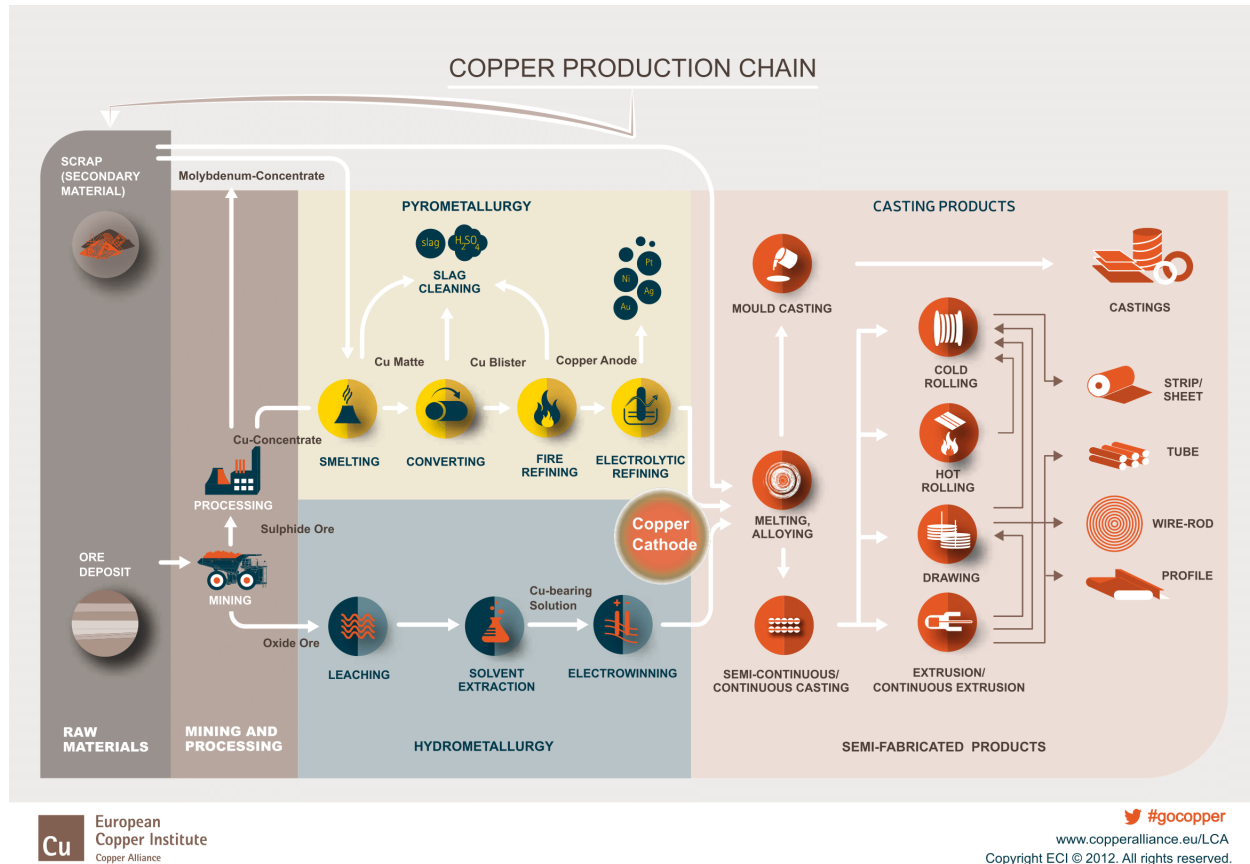 COPPER PRODUCTION CHAIN
SCRAP
(SECONDARY
MATERIAL)
Molybdenum-Concentrate
PYROMETALLURGY
CASTING PRODUCTS
slag
H2SO4
SLAG
CLEANING
Pt
Ni
Ag
Au
MOULD CASTING
CASTINGS
Cu Matte
Cu Blister
Copper Anode
COLD
ROLLING
STRIP/
SHEET
Cu-Concentrate
SMELTING
CONVERTING
FIRE
REFINING
ELECTROLYTIC
REFINING
HOT
ROLLING
TUBE
PROCESSING
Sulphide Ore
Copper
Cathode
MELTING,
ALLOYING
WIRE-ROD
ORE
DEPOSIT
MINING
DRAWING
PROFILE
Cu-bearing
Solution
Oxide Ore
LEACHING
SOLVENT
EXTRACTION
ELECTROWINNING
SEMI-CONTINUOUS/
CONTINUOUS CASTING
EXTRUSION/
CONTINUOUS EXTRUSION
RAW
MATERIALS
MINING AND
PROCESSING
HYDROMETALLURGY
SEMI-FABRICATED PRODUCTS
Cu
European
Copper Institute
Copper Alliance
#gocopper
www.copperalliance.eu/LCA
Copyright ECI © 2012. All rights reserved.